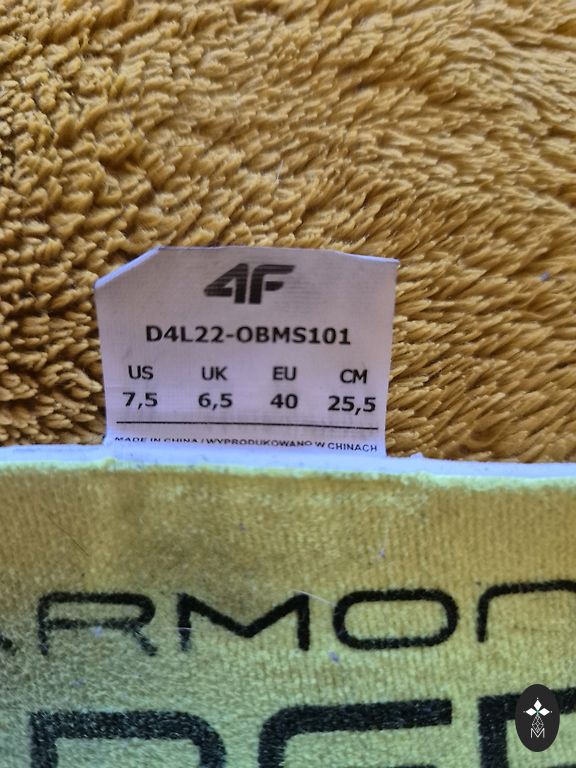 4F
D4L22-OBMS101
US UK EU CM
7,5 6,5 40 25,5
MADE IN CHINA / WYPRODUKOWANO W CHINACH
RMON